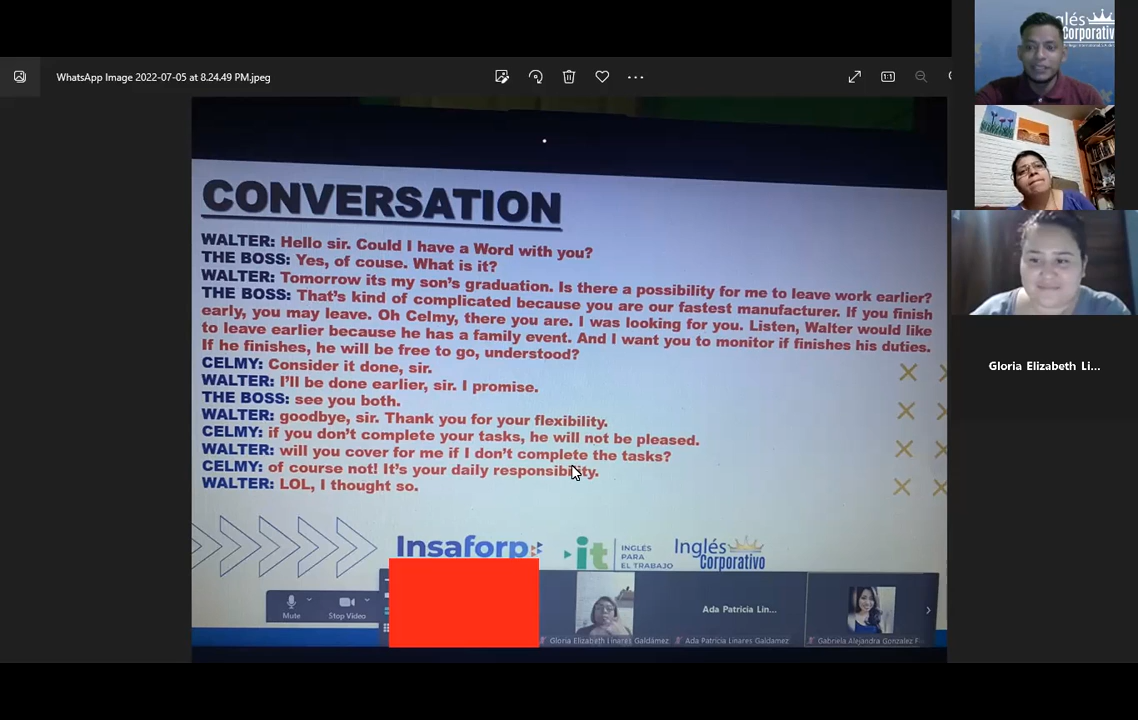 WhatsApp Image 2022-07-05 at 8.24.49 PM.jpeg
1:1
CONVERSATION
WALTER: Hello sir. Could I have a Word with you?
THE BOSS: Yes, of couse. What is it?
WALTER: Tomorrow its my son's graduation. Is there a possibility for me to leave work earlier?
THE BOSS: That's kind of complicated because you are our fastest manufacturer. If you finish
early, you may leave. Oh Celmy, there you are. I was looking for you. Listen, Walter would like
to leave earlier because he has a family event. And I want you to monitor if finishes his duties.
If he finishes, he will be free to go, understood?
CELMY: Consider it done, sir.
WALTER: I'll be done earlier, sir. I promise.
THE BOSS: see you both.
WALTER: goodbye, sir. Thank you for your flexibility.
CELMY: if you don't complete your tasks, he will not be pleased.
WALTER: will you cover for me if I don't complete the tasks?
CELMY: of course not! It's your daily responsibility.
WALTER: LOL, I thought so.
Insaforp
it INGLÉS PARA EL TRABAJO
Inglés Corporativo
Mute
Stop Video
Gloria Elizabeth Linares Galdámez
Ada Patricia Lin...
Ada Patricia Linares Galdamez
Gabriela Alejandra Gonzalez F
glés
Corporativo
Gloria Elizabeth Li...